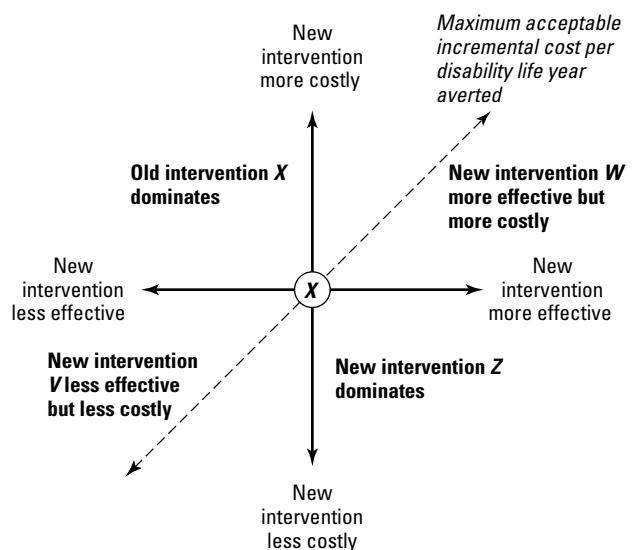 New
intervention
more costly
Maximum acceptable
incremental cost per
disability life year
averted
Old intervention X
dominates
New intervention W
more effective but
more costly
New
intervention
less effective
X
New
intervention
more effective
New intervention
V less effective
but less costly
New intervention Z
dominates
New
intervention
less costly